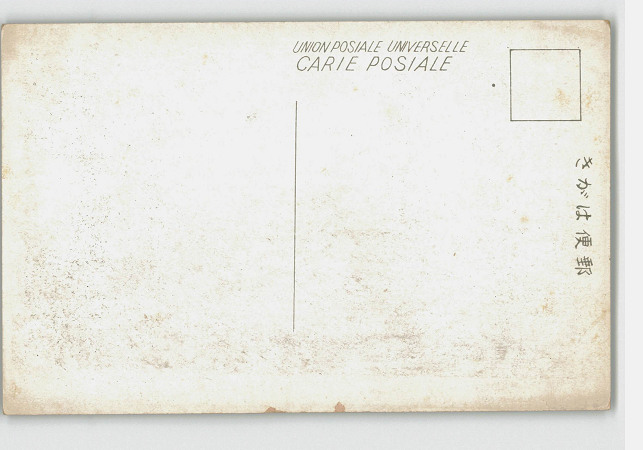 UNION POSIALE UNIVERSELLE
CARIE POSIALE
きがは便郵